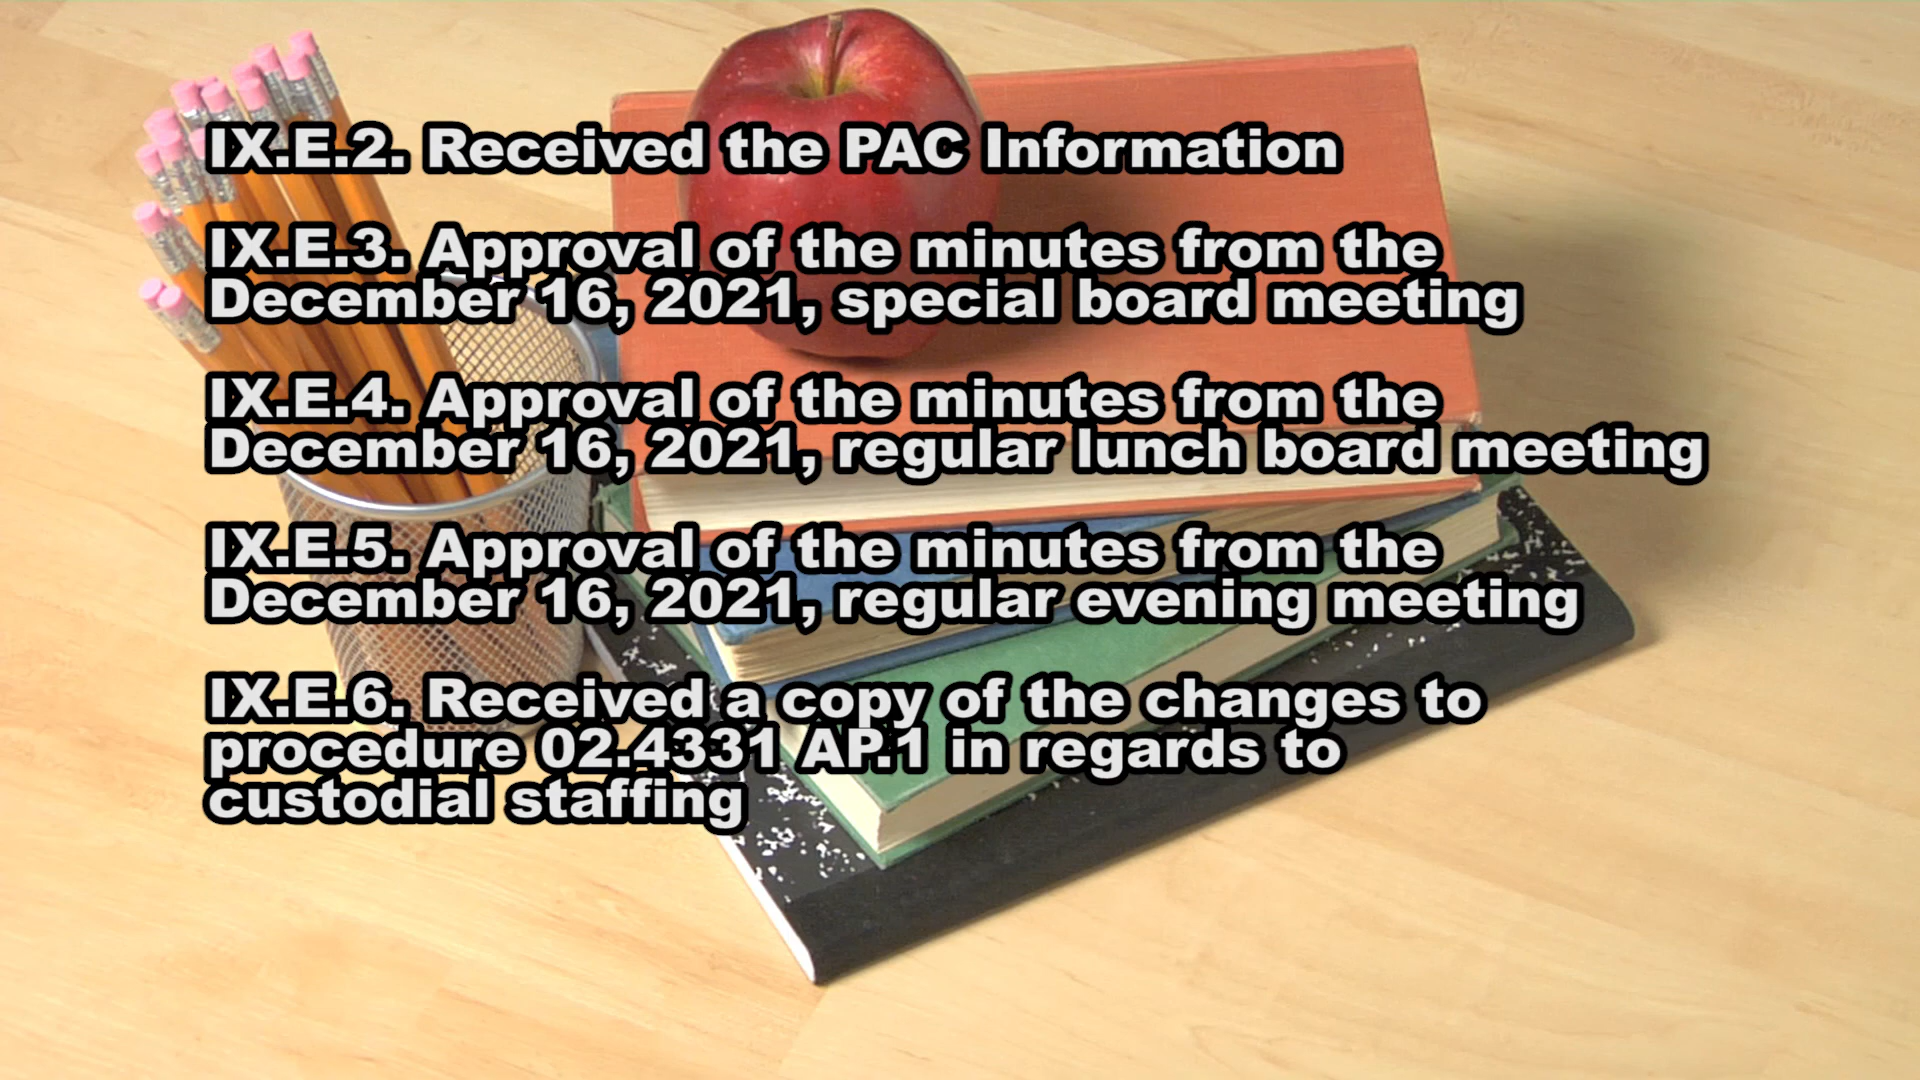 IX.E.2. Received the PAC Information
IX.E.3. Approval of the minutes from the
December 16, 2021, special board meeting
IX.E.4. Approval of the minutes from the
December 16, 2021, regular lunch board meeting
IX.E.5. Approval of the minutes from the
December 16, 2021, regular evening meeting
IX.E.6. Received a copy of the changes to
procedure 02.4331 AP.1 in regards to
custodial staffing